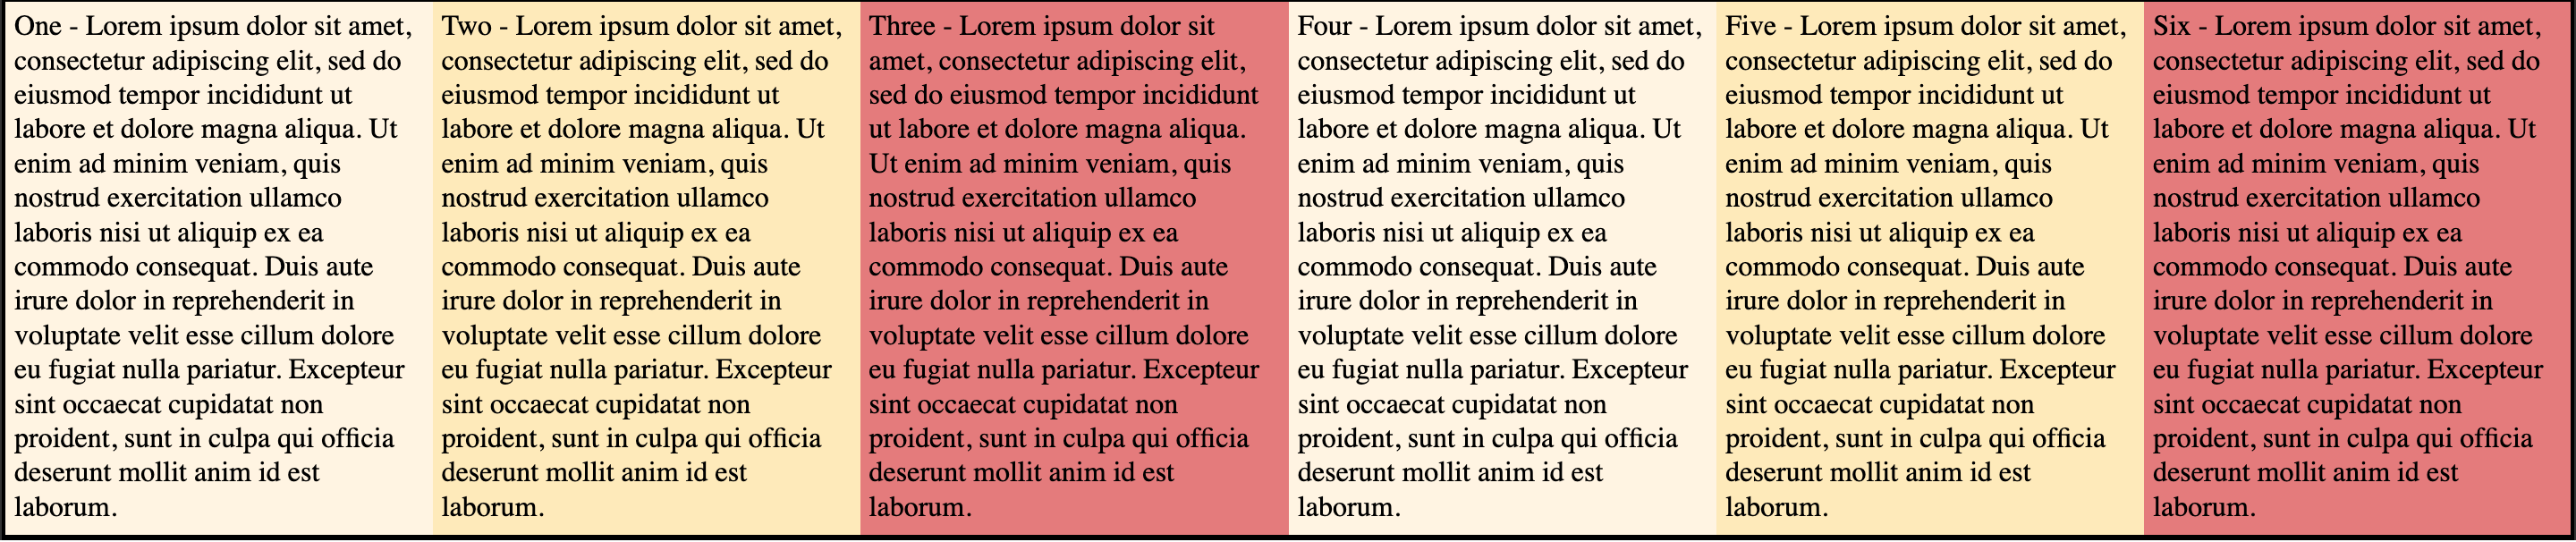 One - Lorem ipsum dolor sit amet,
consectetur adipiscing elit, sed do
eiusmod tempor incididunt ut
labore et dolore magna aliqua. Ut
enim ad minim veniam, quis
nostrud exercitation ullamco
laboris nisi ut aliquip ex ea
commodo consequat. Duis aute
irure dolor in reprehenderit in
voluptate velit esse cillum dolore
eu fugiat nulla pariatur. Excepteur
sint occaecat cupidatat non
proident, sunt in culpa qui officia
deserunt mollit anim id est
laborum.
Two - Lorem ipsum dolor sit amet,
consectetur adipiscing elit, sed do
eiusmod tempor incididunt ut
labore et dolore magna aliqua. Ut
enim ad minim veniam, quis
nostrud exercitation ullamco
laboris nisi ut aliquip ex ea
commodo consequat. Duis aute
irure dolor in reprehenderit in
voluptate velit esse cillum dolore
eu fugiat nulla pariatur. Excepteur
sint occaecat cupidatat non
proident, sunt in culpa qui officia
deserunt mollit anim id est
laborum.
Three - Lorem ipsum dolor sit
amet, consectetur adipiscing elit,
sed do eiusmod tempor incididunt
ut labore et dolore magna aliqua.
Ut enim ad minim veniam, quis
nostrud exercitation ullamco
laboris nisi ut aliquip ex ea
commodo consequat. Duis aute
irure dolor in reprehenderit in
voluptate velit esse cillum dolore
eu fugiat nulla pariatur. Excepteur
sint occaecat cupidatat non
proident, sunt in culpa qui officia
deserunt mollit anim id est
laborum.
Four - Lorem ipsum dolor sit amet,
consectetur adipiscing elit, sed do
eiusmod tempor incididunt ut
labore et dolore magna aliqua. Ut
enim ad minim veniam, quis
nostrud exercitation ullamco
laboris nisi ut aliquip ex ea
commodo consequat. Duis aute
irure dolor in reprehenderit in
voluptate velit esse cillum dolore
eu fugiat nulla pariatur. Excepteur
sint occaecat cupidatat non
proident, sunt in culpa qui officia
deserunt mollit anim id est
laborum.
Five - Lorem ipsum dolor sit amet,
consectetur adipiscing elit, sed do
eiusmod tempor incididunt ut
labore et dolore magna aliqua. Ut
enim ad minim veniam, quis
nostrud exercitation ullamco
laboris nisi ut aliquip ex ea
commodo consequat. Duis aute
irure dolor in reprehenderit in
voluptate velit esse cillum dolore
eu fugiat nulla pariatur. Excepteur
sint occaecat cupidatat non
proident, sunt in culpa qui officia
deserunt mollit anim id est
laborum.
Six - Lorem ipsum dolor sit amet,
consectetur adipiscing elit, sed do
eiusmod tempor incididunt ut
labore et dolore magna aliqua. Ut
enim ad minim veniam, quis
nostrud exercitation ullamco
laboris nisi ut aliquip ex ea
commodo consequat. Duis aute
irure dolor in reprehenderit in
voluptate velit esse cillum dolore
eu fugiat nulla pariatur. Excepteur
sint occaecat cupidatat non
proident, sunt in culpa qui officia
deserunt mollit anim id est
laborum.